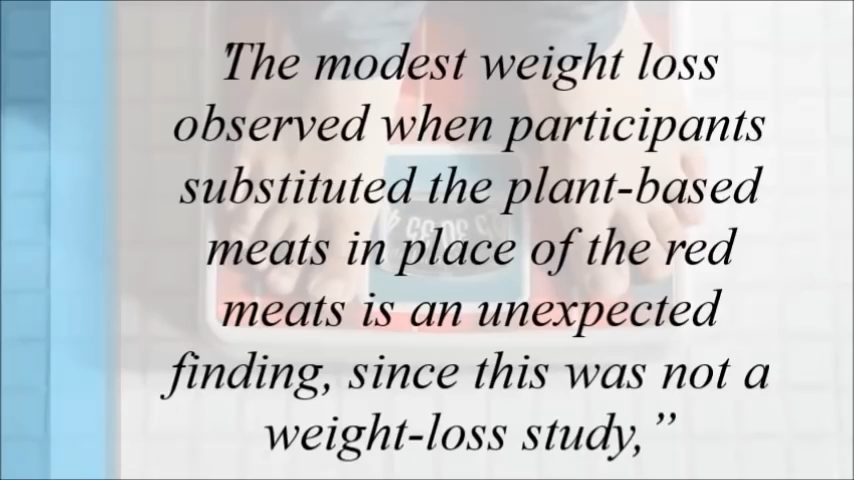 "The modest weight loss
observed when participants
substituted the plant-based
meats in place of the red
meats is an unexpected
finding, since this was not a
weight-loss study,”